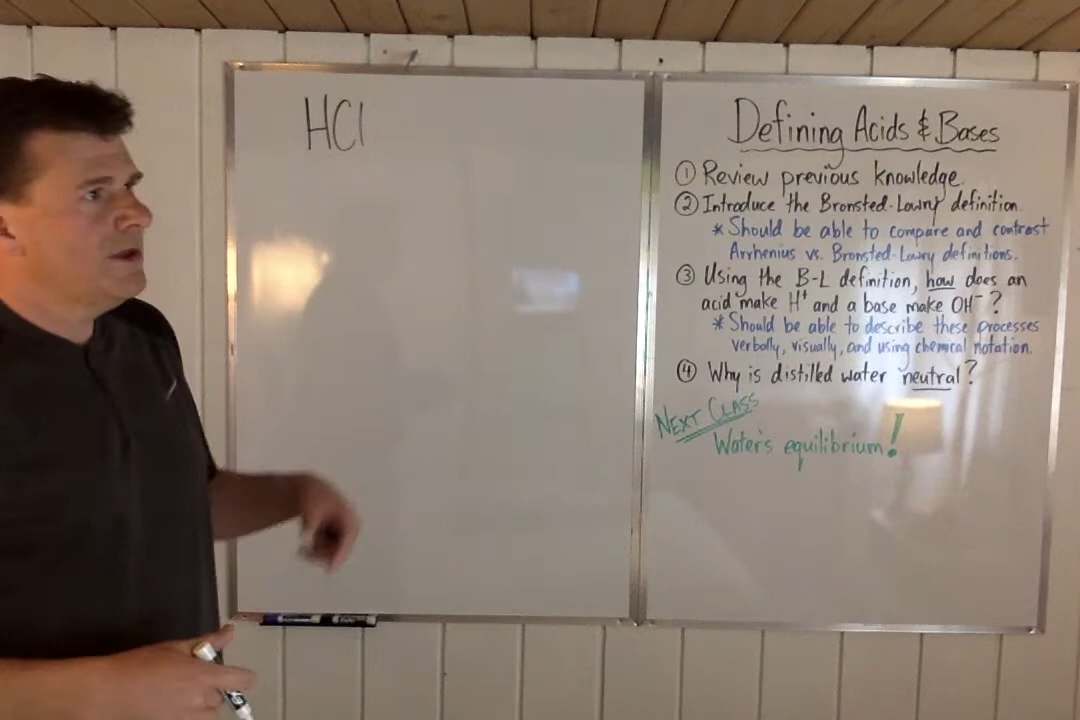 HCl
Defining Acids & Bases
① Review previous knowledge.
② Introduce the Bronsted-Lowry definition.
* Should be able to compare and contrast
Arrhenius vs. Bronsted-Lowry definitions.
③ Using the B-L definition, how does an
acid make H⁺ and a base make OH⁻?
* Should be able to describe these processes
verbally, visually, and using chemical notation.
④ Why is distilled water neutral?
NEXT CLASS
Water's equilibrium!